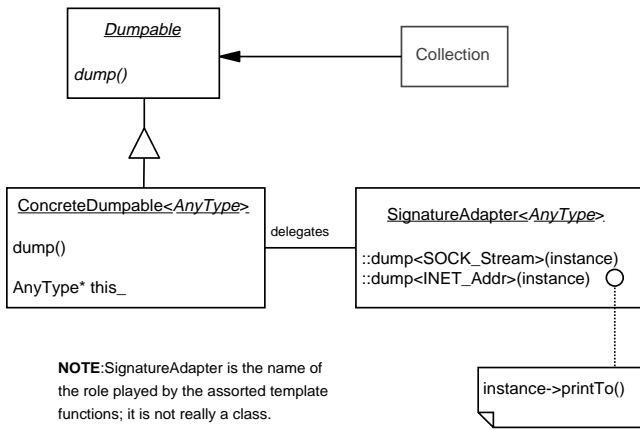 Dumpable
dump()
Collection
ConcreteDumpable<AnyType>
dump()
AnyType* this_
delegates
SignatureAdapter<AnyType>
::dump<SOCK_Stream>(instance)
::dump<INET_Addr>(instance)
NOTE:SignatureAdapter is the name of
the role played by the assorted template
functions; it is not really a class.
instance->printTo()